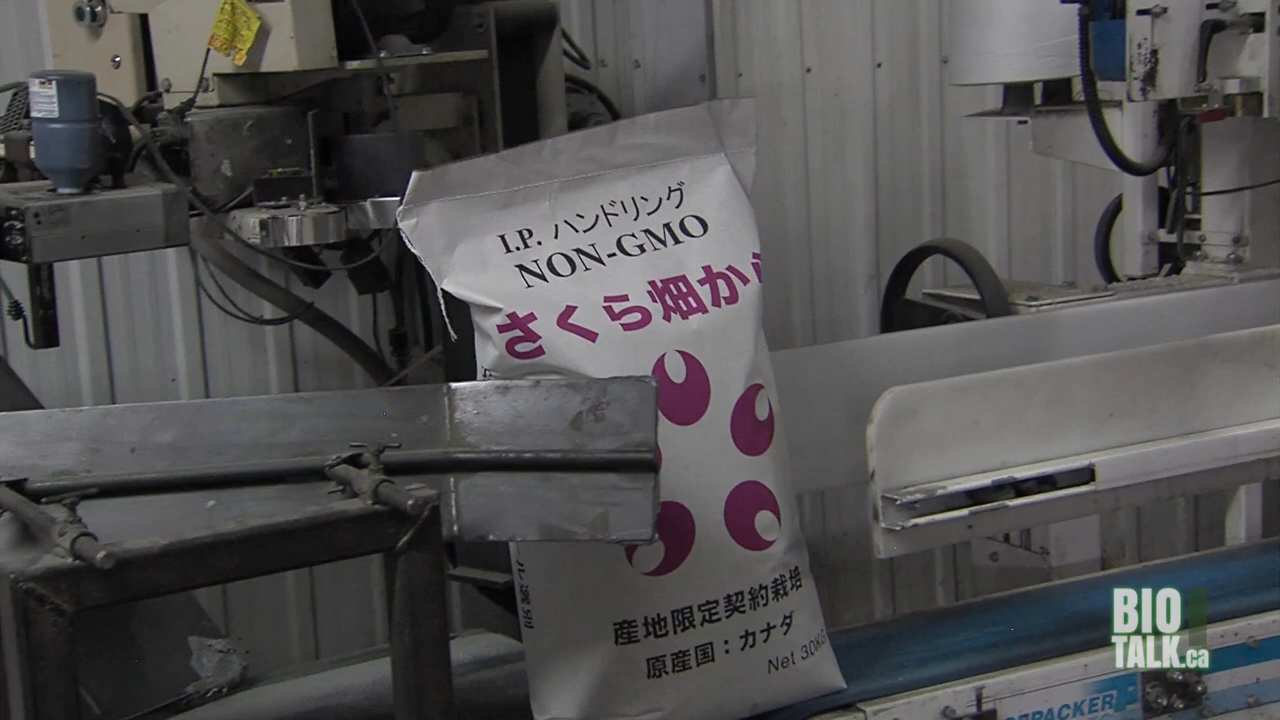 I.P. ハンドリング
NON-GMO
さくら畑から
産地限定契約栽培
原産国：カナダ
Net 30KG
BIO
TALK.ca